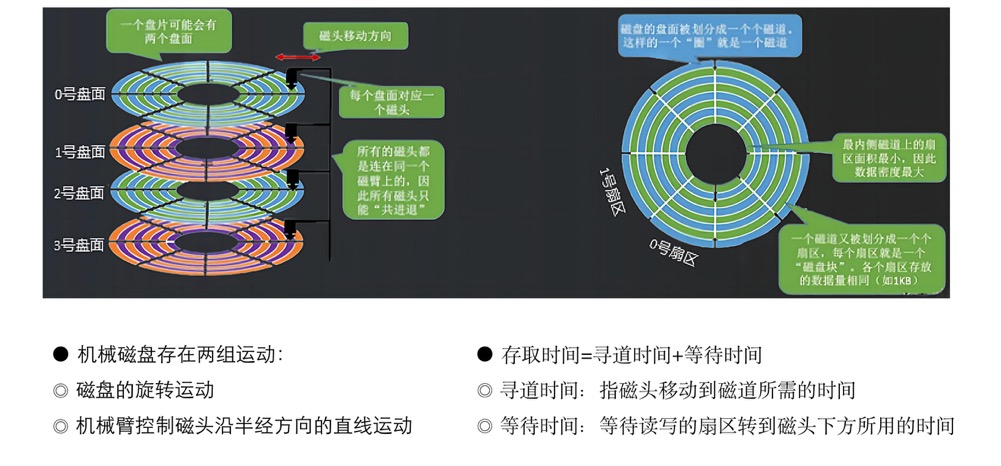 一个盘片可能会有
两个盘面
磁头移动方向
每个盘面对应一
个磁头
所有的磁头都
是连在同一个
磁臂上的，因
此所有磁头只
能“共进退”
0号盘面
1号盘面
2号盘面
3号盘面
磁盘的盘面被划分成一个个磁道。
这样的一个“圈”就是一个磁道
最内侧磁道上的扇
区面积最小，因此
数据密度最大
1号扇区
0号扇区
一个磁道又被划分成一个个
扇区，每个扇区就是一个
“磁盘块”。各个扇区存放
的数据量相同（如1KB）
● 机械磁盘存在两组运动：
◎ 磁盘的旋转运动
◎ 机械臂控制磁头沿半经方向的直线运动
● 存取时间=寻道时间+等待时间
◎ 寻道时间：指磁头移动到磁道所需的时间
◎ 等待时间：等待读写的扇区转到磁头下方所用的时间